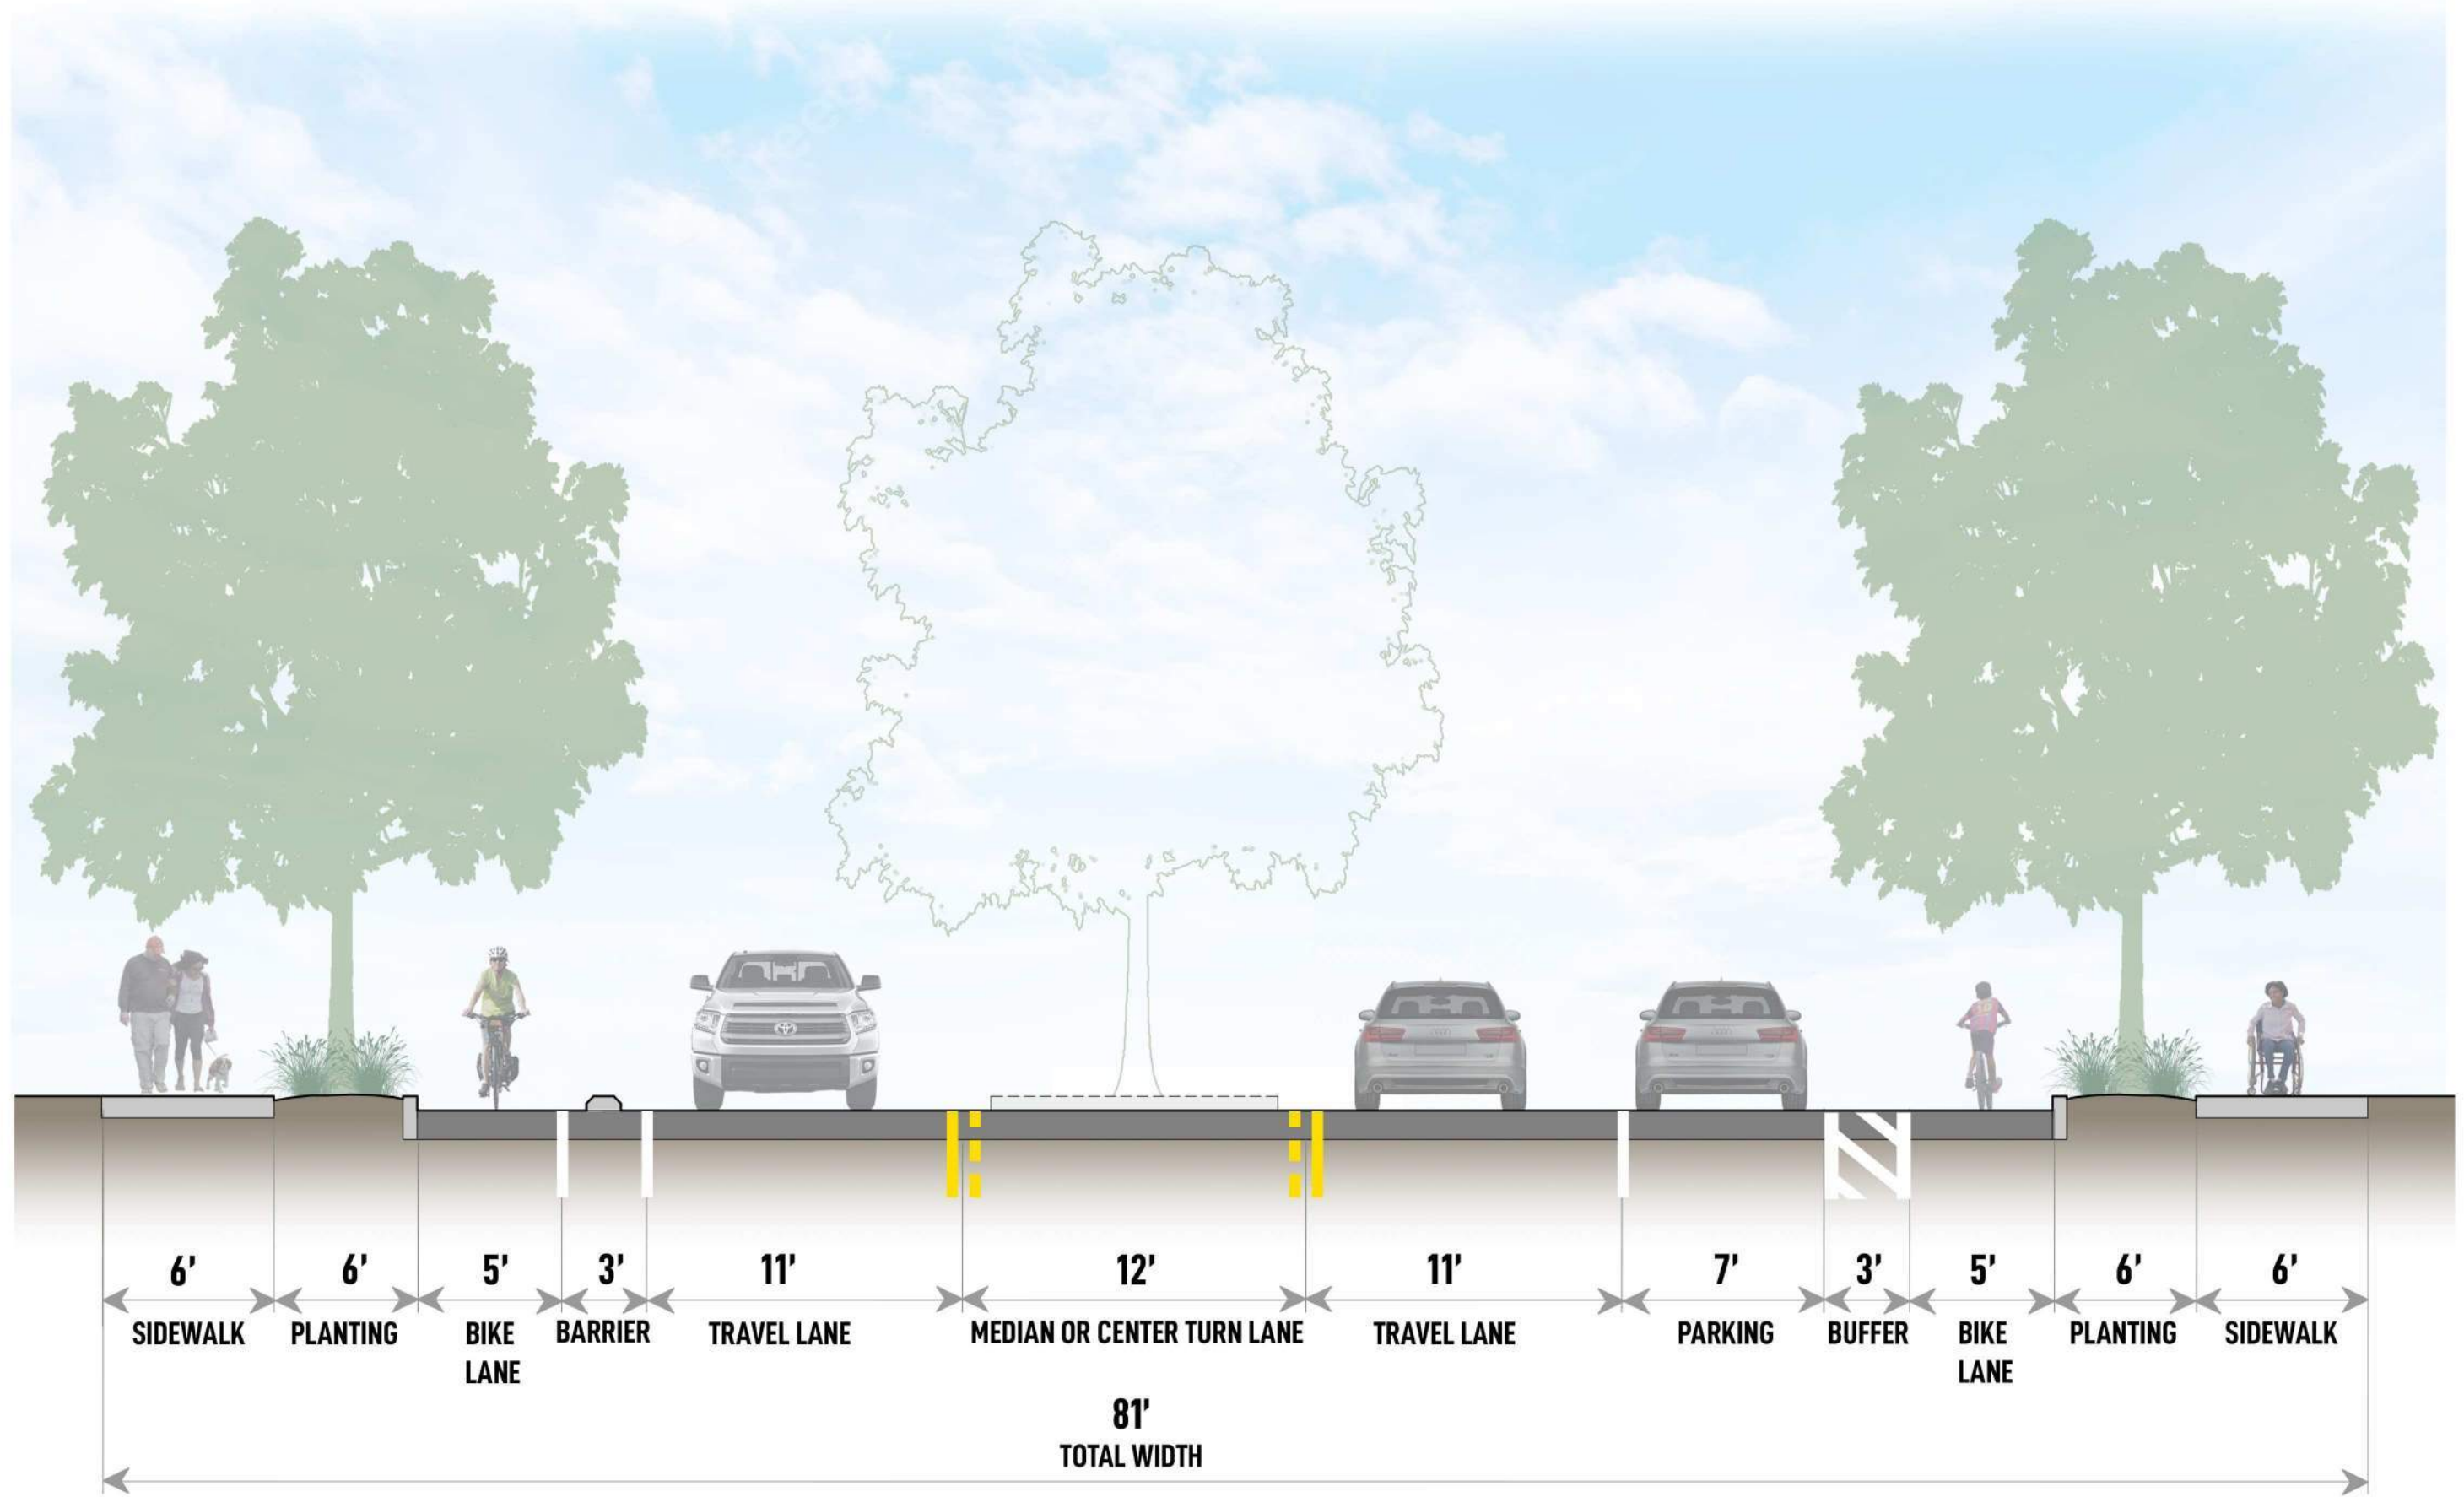 6' 6' 5' 3' 11' 12' 11' 7' 3' 5' 6' 6'
SIDEWALK PLANTING BIKE BARRIER TRAVEL LANE MEDIAN OR CENTER TURN LANE TRAVEL LANE PARKING BUFFER BIKE PLANTING SIDEWALK
LANE LANE
81'
TOTAL WIDTH